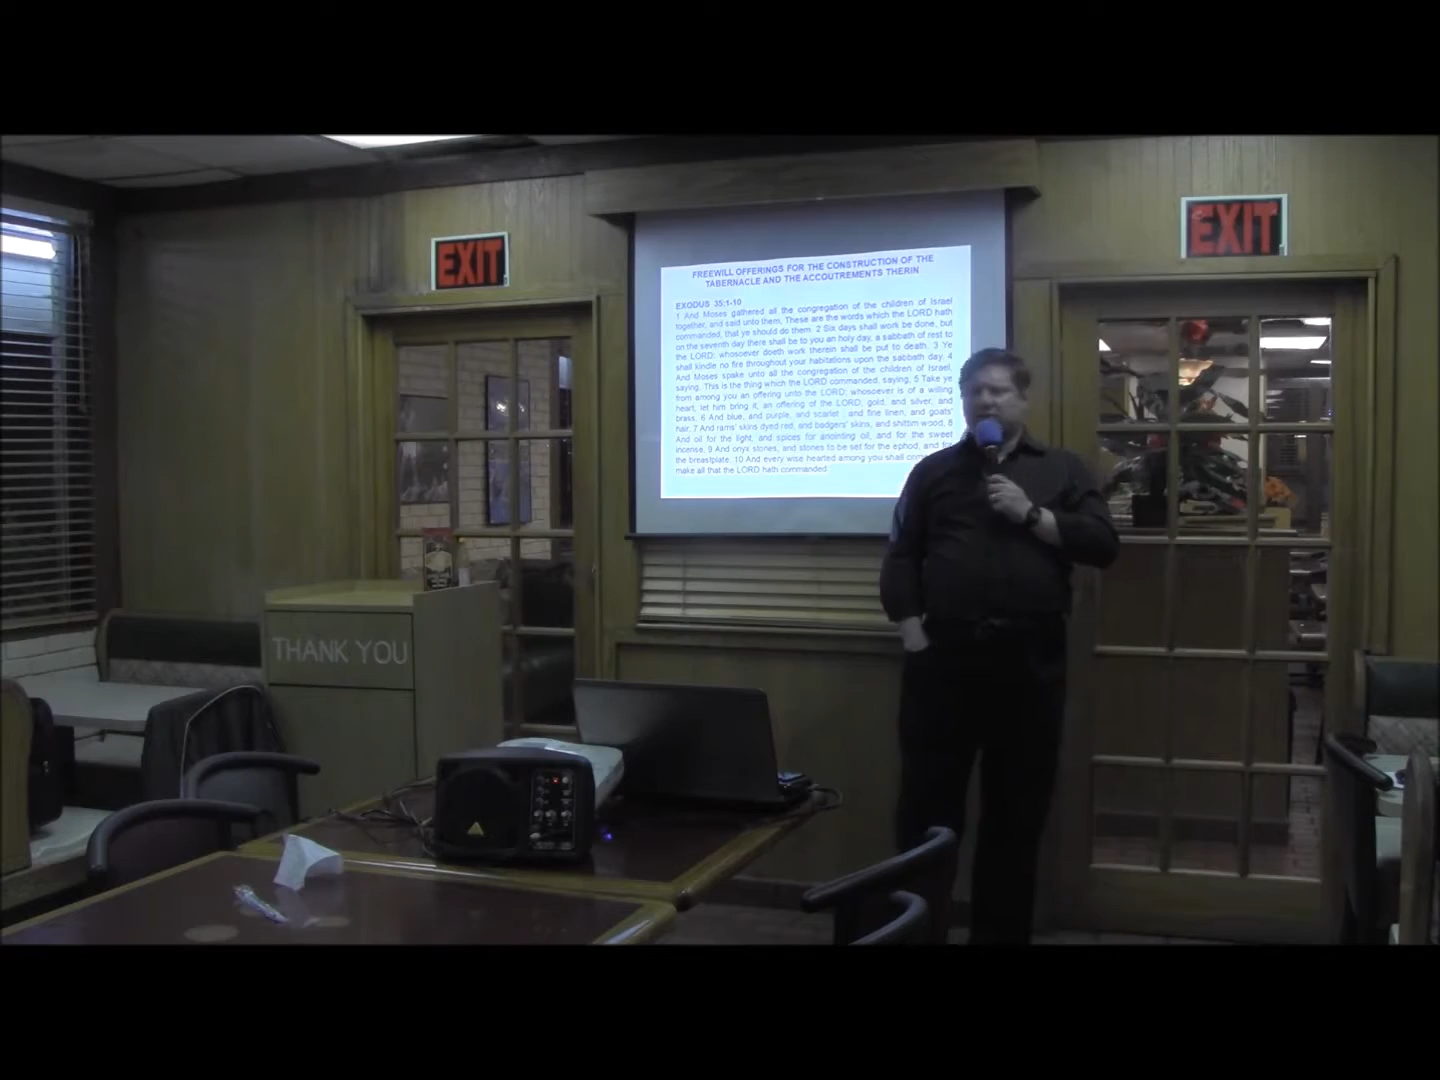 EXIT
EXIT
FREEWILL OFFERINGS FOR THE CONSTRUCTION OF THE
TABERNACLE AND THE ACCOUTREMENTS THERIN
EXODUS 35:1-10
1 And Moses gathered all the congregation of the children of Israel
together, and said unto them, These are the words which the LORD hath
commanded, that ye should do them. 2 Six days shall work be done, but
on the seventh day there shall be to you an holy day, a sabbath of rest to
the LORD: whosoever doeth work therein shall be put to death. 3 Ye
shall kindle no fire throughout your habitations upon the sabbath day. 4
And Moses spake unto all the congregation of the children of Israel,
saying, This is the thing which the LORD commanded, saying, 5 Take ye
from among you an offering unto the LORD: whosoever is of a willing
heart, let him bring it, an offering of the LORD; gold, and silver, and
brass, 6 And blue, and purple, and scarlet, and fine linen, and goats'
hair, 7 And rams' skins dyed red, and badgers' skins, and shittim wood, 8
And oil for the light, and spices for anointing oil, and for the sweet
incense, 9 And onyx stones, and stones to be set for the ephod, and for
the breastplate. 10 And every wise hearted among you shall
make all that the LORD hath commanded
THANK YOU